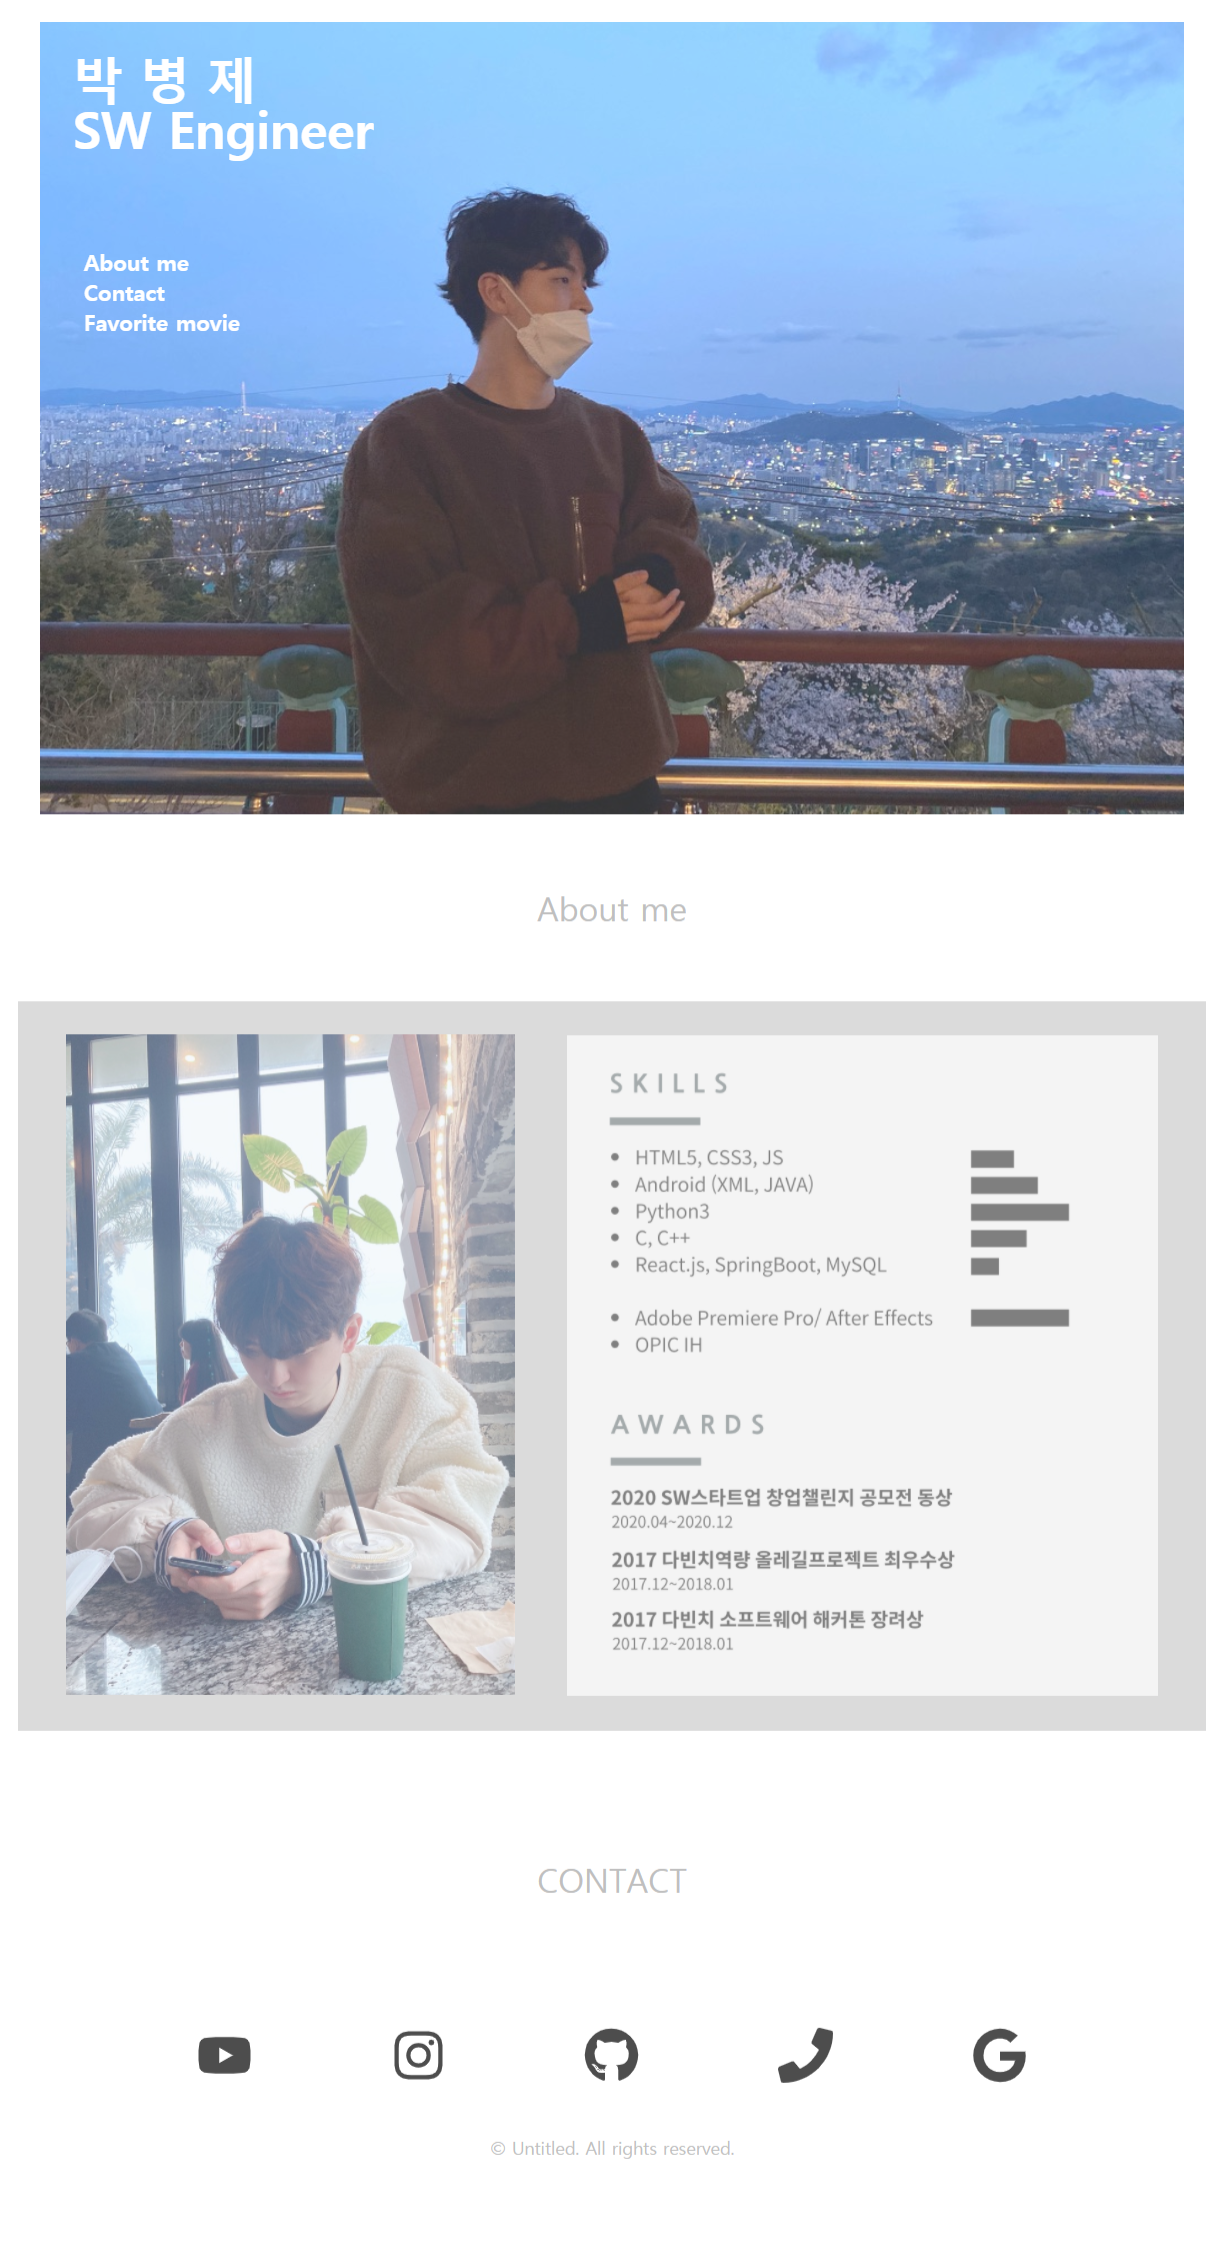 박 병 제
SW Engineer
About me
Contact
Favorite movie
About me
SKILLS
• HTML5, CSS3, JS
• Android (XML, JAVA)
• Python3
• C, C++
• React.js, SpringBoot, MySQL
• Adobe Premiere Pro/ After Effects
• OPIC IH
AWARDS
2020 SW스타트업 창업챌린지 공모전 동상
2020.04~2020.12
2017 다빈치역량 올레길프로젝트 최우수상
2017.12~2018.01
2017 다빈치 소프트웨어 해커톤 장려상
2017.12~2018.01
CONTACT
© Untitled. All rights reserved.